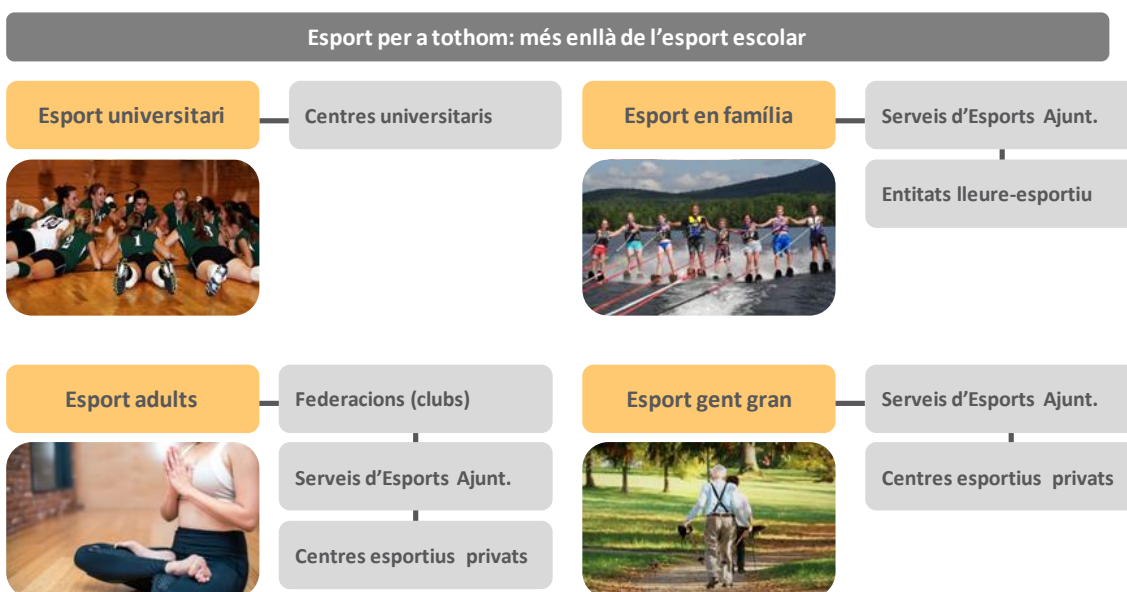 Esport per a tothom: més enllà de l’esport escolar
Esport universitari
Centres universitaris
Esport en família
Serveis d’Esports Ajunt.
Entitats lleure-esportiu
Esport adults
Federacions (clubs)
Serveis d’Esports Ajunt.
Centres esportius privats
Esport gent gran
Serveis d’Esports Ajunt.
Centres esportius privats